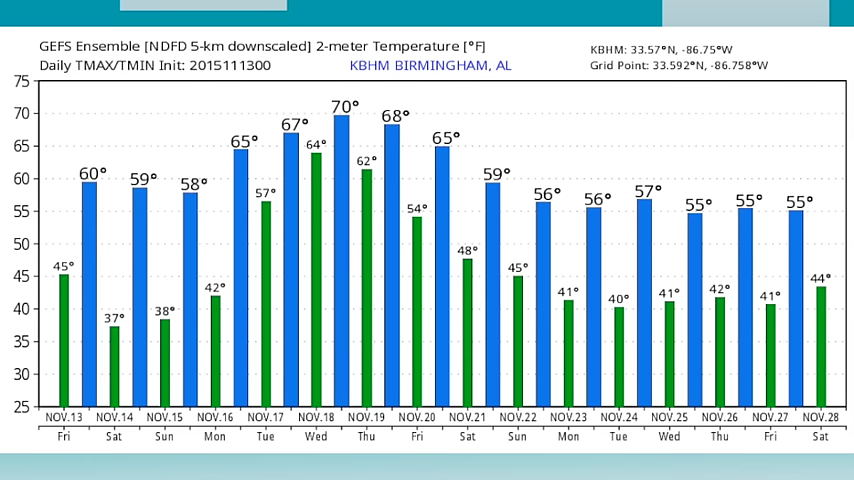 GEFS Ensemble [NDFD 5-km downscaled] 2-meter Temperature [°F]
KBHM: 33.57°N, -86.75°W
Daily TMAX/TMIN Init: 2015111300 KBHM BIRMINGHAM, AL
Grid Point: 33.592°N, -86.758°W
75
70
65
60
55
50
45
40
35
30
25
45° 60° 37° 59° 38° 58° 42° 65° 57° 67° 64° 70° 62° 68° 54° 65° 48° 59° 45° 56° 41° 56° 40° 57° 41° 55° 42° 55° 41° 55° 44°
NOV.13 NOV.14 NOV.15 NOV.16 NOV.17 NOV.18 NOV.19 NOV.20 NOV.21 NOV.22 NOV.23 NOV.24 NOV.25 NOV.26 NOV.27 NOV.28
Fri Sat Sun Mon Tue Wed Thu Fri Sat Sun Mon Tue Wed Thu Fri Sat